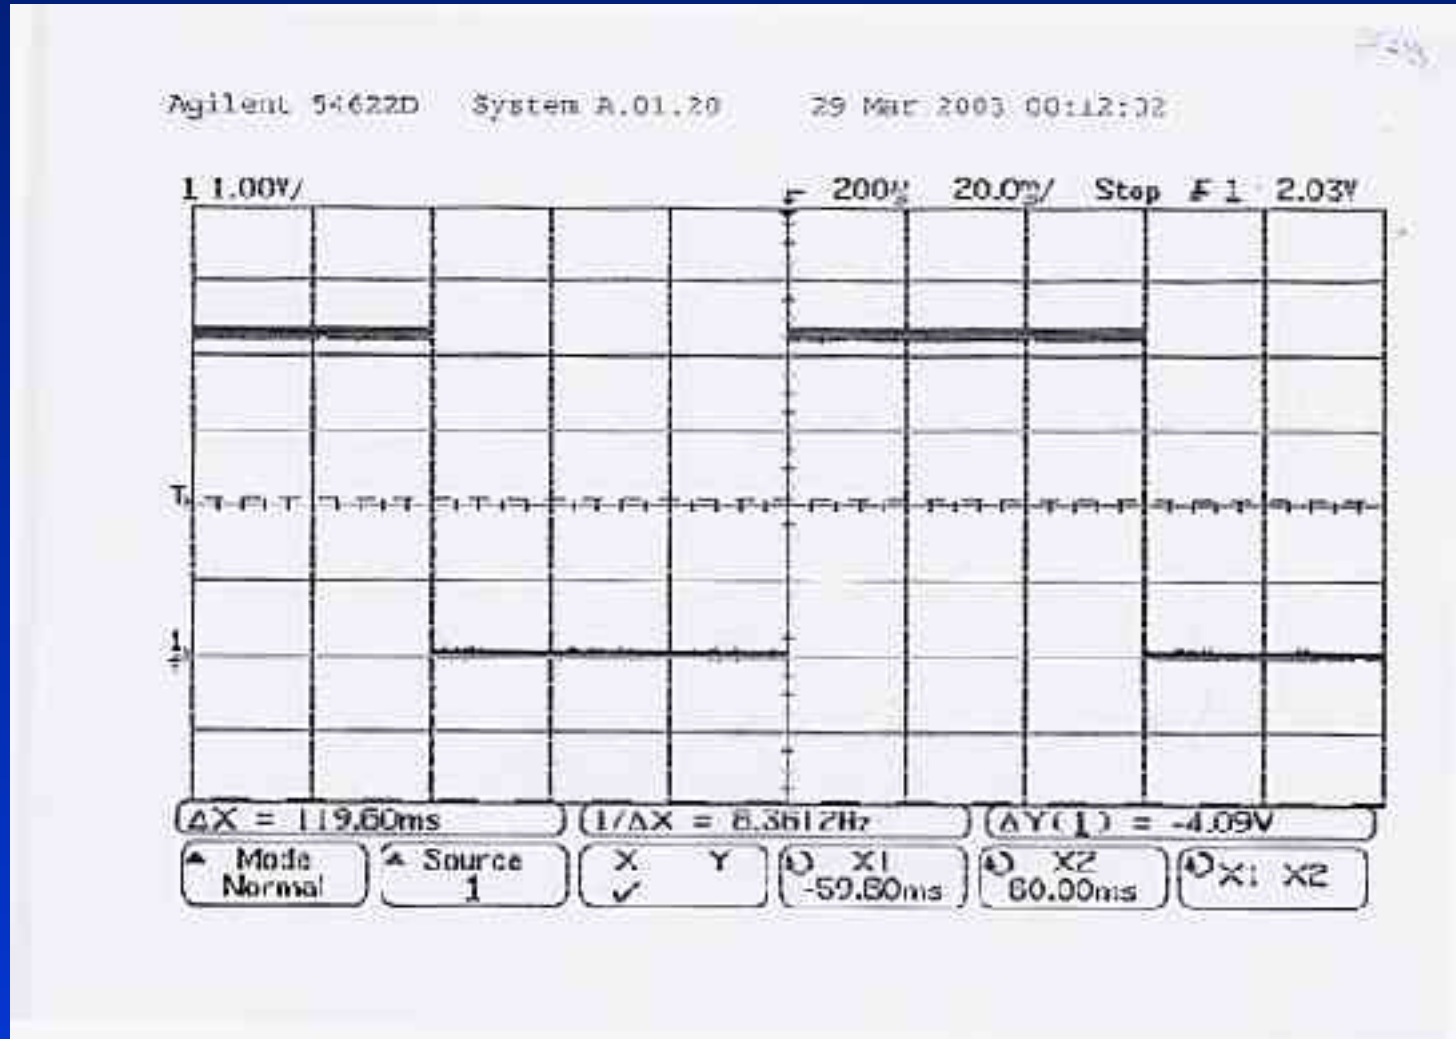 Agilent 54622D System A.01.20 29 Mar 2003 00:12:02
1 1.00V/ 200 20.0 / Stop 1 2.03V
T
1
ΔX = 119.60ms 1/ΔX = 8.3612Hz ΔY(1) = -4.09V
Mode Source X Y X1 X2 X1 X2
Normal 1 ✓ -59.60ms 60.00ms